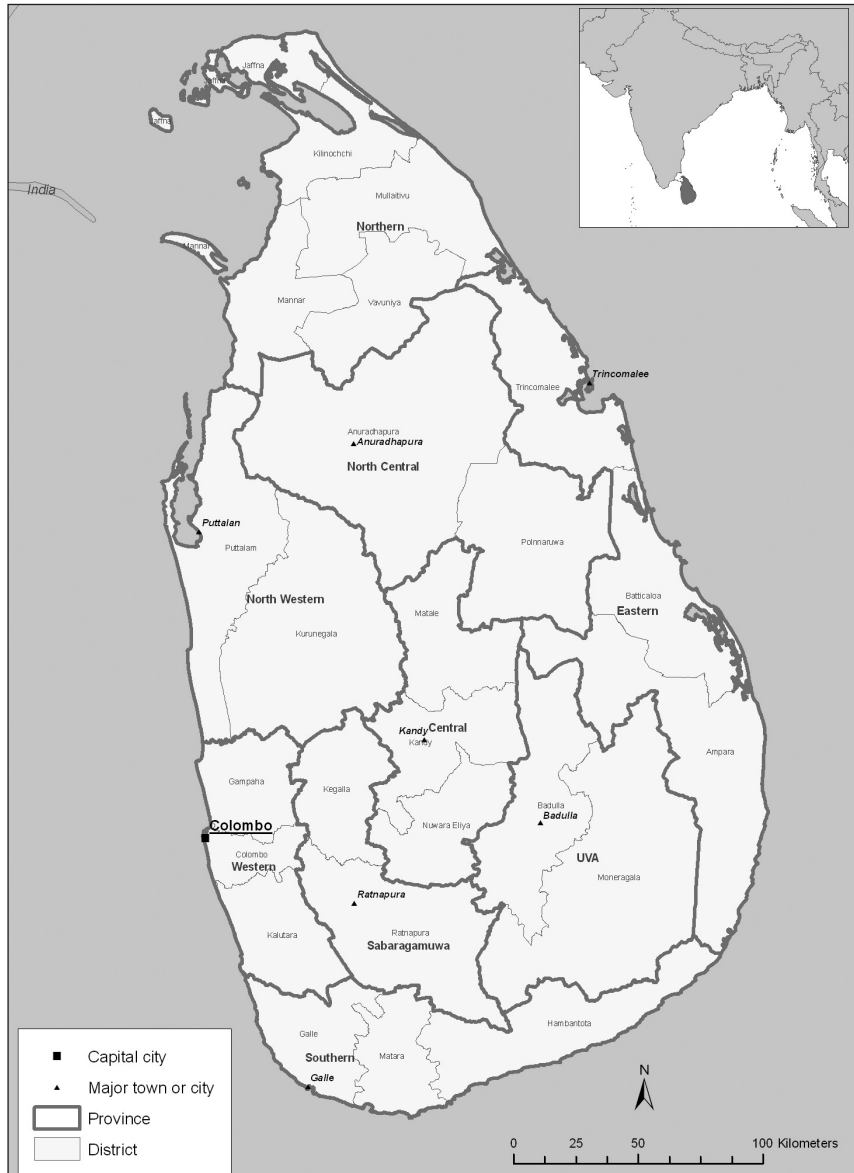 Jaffna
Jaffna
Jaffna
Kilinochchi
India
Mullaitivu
Northern
Mannar
Mannar
Vavuniya
Trincomalee
Trincomalee
Anuradhapura
Anuradhapura
North Central
Puttalan
Puttalam
Polnnaruwa
North Western
Batticaloa
Eastern
Matale
Kurunegala
Kandy
Central
Kandy
Ampara
Gampaha
Kegalla
Badulla
Badulla
Nuwara Eliya
Colombo
Colombo
Western
UVA
Moneragala
Ratnapura
Ratnapura
Sabaragamuwa
Kalutara
Hambantota
Galle
Southern
Matara
Galle
Capital city
Major town or city
Province
District
N
0 25 50 100 Kilometers